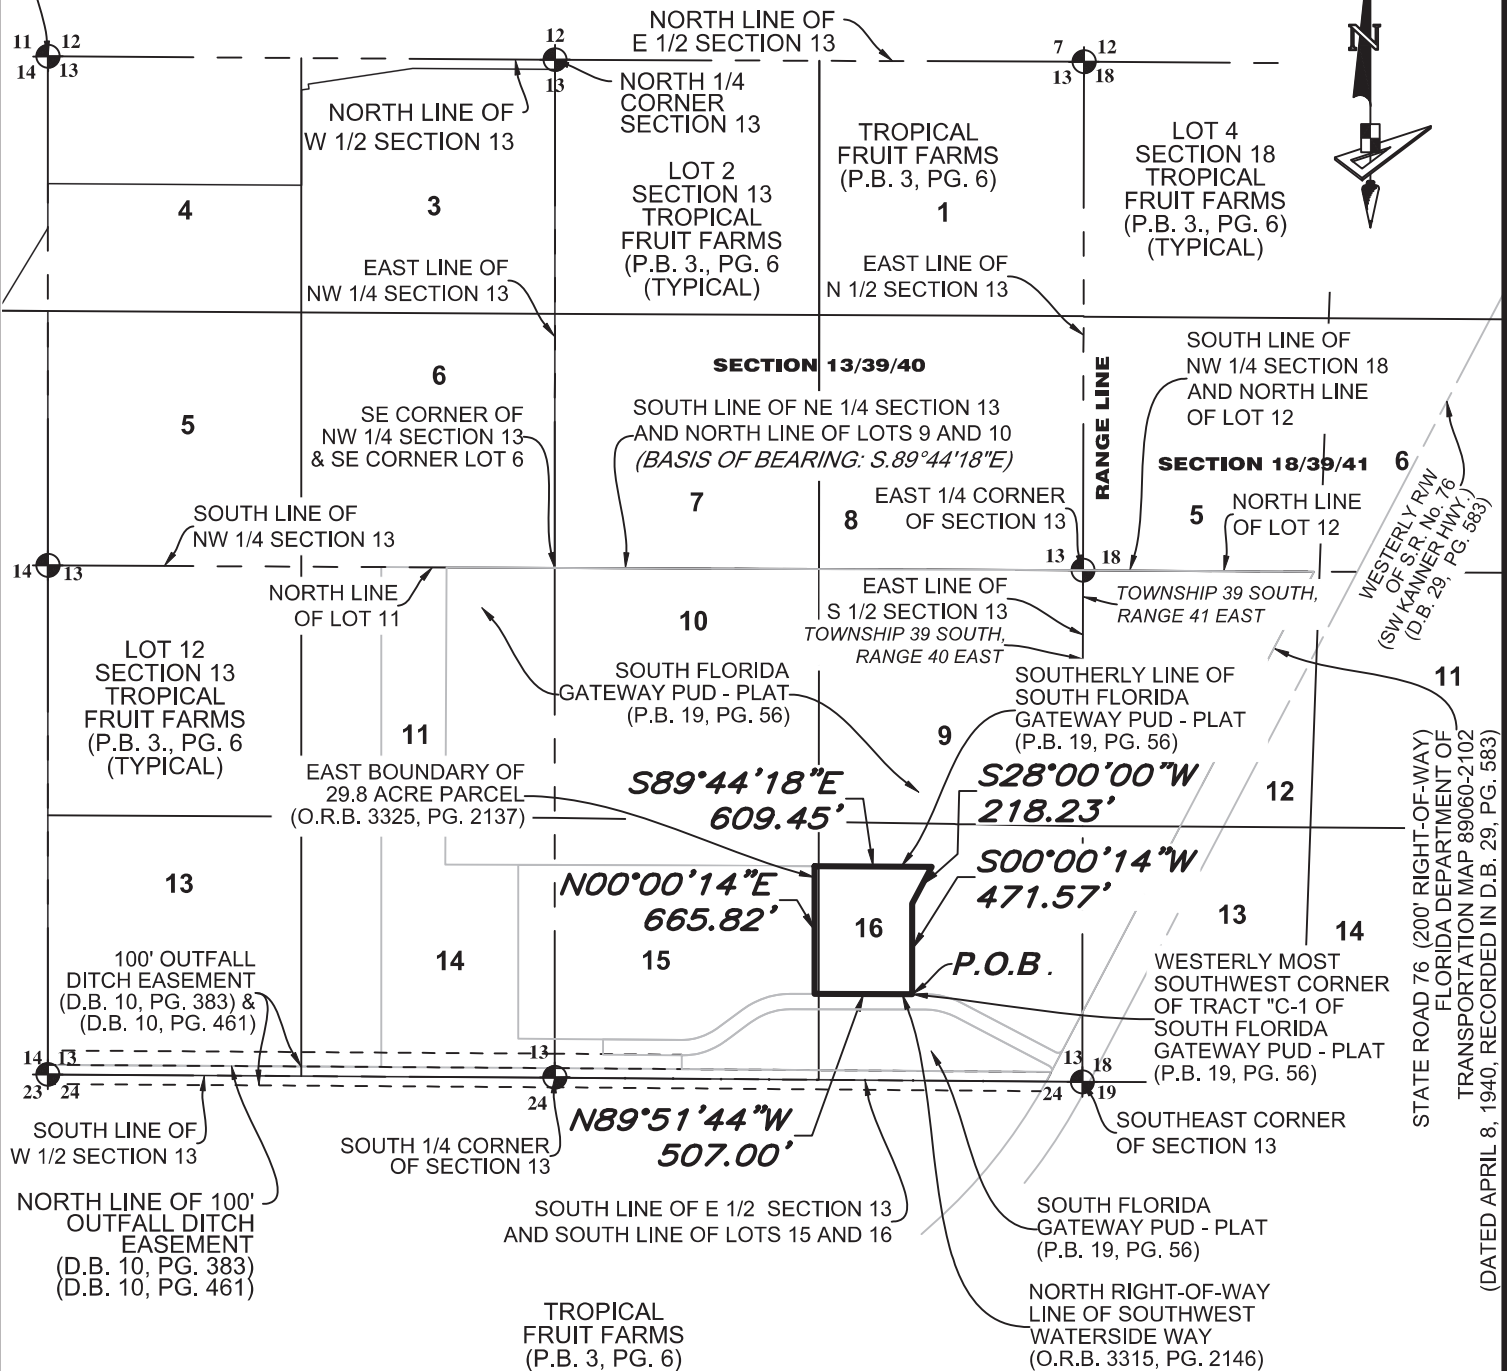 NORTH LINE OF
E 1/2 SECTION 13
11 12
14 13
12
13
7 12
13 18
N
NORTH LINE OF
W 1/2 SECTION 13
NORTH 1/4
CORNER
SECTION 13
TROPICAL
FRUIT FARMS
(P.B. 3, PG. 6)
1
LOT 4
SECTION 18
TROPICAL
FRUIT FARMS
(P.B. 3., PG. 6)
(TYPICAL)
4
3
LOT 2
SECTION 13
TROPICAL
FRUIT FARMS
(P.B. 3., PG. 6
(TYPICAL)
EAST LINE OF
NW 1/4 SECTION 13
EAST LINE OF
N 1/2 SECTION 13
5
6
SECTION 13/39/40
RANGE LINE
SOUTH LINE OF
NW 1/4 SECTION 18
AND NORTH LINE
OF LOT 12
SE CORNER OF
NW 1/4 SECTION 13
& SE CORNER LOT 6
SOUTH LINE OF NE 1/4 SECTION 13
AND NORTH LINE OF LOTS 9 AND 10
(BASIS OF BEARING: S.89°44'18"E)
SECTION 18/39/41
6
7
8
EAST 1/4 CORNER
OF SECTION 13
5
NORTH LINE
OF LOT 12
WESTERLY R/W
OF S.R. No. 76
(SW KANNER HWY.)
(D.B. 29, PG. 583)
SOUTH LINE OF
NW 1/4 SECTION 13
14 13
13 18
NORTH LINE
OF LOT 11
10
EAST LINE OF
S 1/2 SECTION 13
TOWNSHIP 39 SOUTH,
RANGE 40 EAST
TOWNSHIP 39 SOUTH,
RANGE 41 EAST
LOT 12
SECTION 13
TROPICAL
FRUIT FARMS
(P.B. 3., PG. 6
(TYPICAL)
SOUTH FLORIDA
GATEWAY PUD - PLAT
(P.B. 19, PG. 56)
SOUTHERLY LINE OF
SOUTH FLORIDA
GATEWAY PUD - PLAT
(P.B. 19, PG. 56)
11
11
9
12
EAST BOUNDARY OF
29.8 ACRE PARCEL
(O.R.B. 3325, PG. 2137)
S89°44'18"E
609.45'
S28°00'00"W
218.23'
N00°00'14"E
665.82'
S00°00'14"W
471.57'
13
14
15
16
P.O.B.
13
14
STATE ROAD 76 (200' RIGHT-OF-WAY)
FLORIDA DEPARTMENT OF
TRANSPORTATION MAP 89060-2102
(DATED APRIL 8, 1940, RECORDED IN D.B. 29, PG. 583)
100' OUTFALL
DITCH EASEMENT
(D.B. 10, PG. 383) &
(D.B. 10, PG. 461)
WESTERLY MOST
SOUTHWEST CORNER
OF TRACT "C-1 OF
SOUTH FLORIDA
GATEWAY PUD - PLAT
(P.B. 19, PG. 56)
14 13
23 24
13
24
13 18
24 19
SOUTH LINE OF
W 1/2 SECTION 13
SOUTH 1/4 CORNER
OF SECTION 13
N89°51'44"W
507.00'
SOUTHEAST CORNER
OF SECTION 13
NORTH LINE OF 100'
OUTFALL DITCH
EASEMENT
(D.B. 10, PG. 383)
(D.B. 10, PG. 461)
SOUTH LINE OF E 1/2 SECTION 13
AND SOUTH LINE OF LOTS 15 AND 16
SOUTH FLORIDA
GATEWAY PUD - PLAT
(P.B. 19, PG. 56)
NORTH RIGHT-OF-WAY
LINE OF SOUTHWEST
WATERSIDE WAY
(O.R.B. 3315, PG. 2146)
TROPICAL
FRUIT FARMS
(P.B. 3, PG. 6)